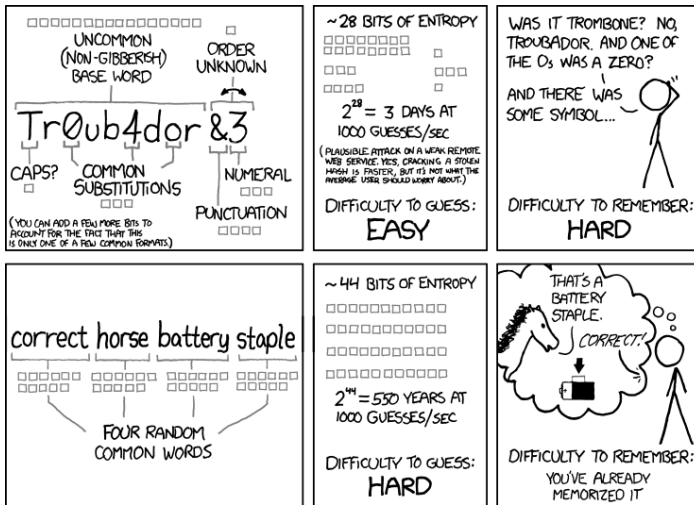 UNCOMMON
(NON-GIBBERISH)
BASE WORD
ORDER
UNKNOWN
Tr0ub4dor &3
CAPS?
COMMON
SUBSTITUTIONS
NUMERAL
PUNCTUATION
(YOU CAN ADD A FEW MORE BITS TO
ACCOUNT FOR THE FACT THAT THIS
IS ONLY ONE OF A FEW COMMON FORMATS.)
~28 BITS OF ENTROPY
2^28 = 3 DAYS AT
1000 GUESSES/SEC
(PLAUSIBLE ATTACK ON A WEAK REMOTE
WEB SERVICE. YES, CRACKING A STOLEN
HASH IS FASTER, BUT IT'S NOT WHAT THE
AVERAGE USER SHOULD WORRY ABOUT.)
DIFFICULTY TO GUESS:
EASY
WAS IT TROMBONE? NO,
TROUBADOR. AND ONE OF
THE Os WAS A ZERO?
AND THERE WAS
SOME SYMBOL...
DIFFICULTY TO REMEMBER:
HARD
correct horse battery staple
FOUR RANDOM
COMMON WORDS
~44 BITS OF ENTROPY
2^44 = 550 YEARS AT
1000 GUESSES/SEC
DIFFICULTY TO GUESS:
HARD
THAT'S A
BATTERY
STAPLE.
CORRECT!
DIFFICULTY TO REMEMBER:
YOU'VE ALREADY
MEMORIZED IT